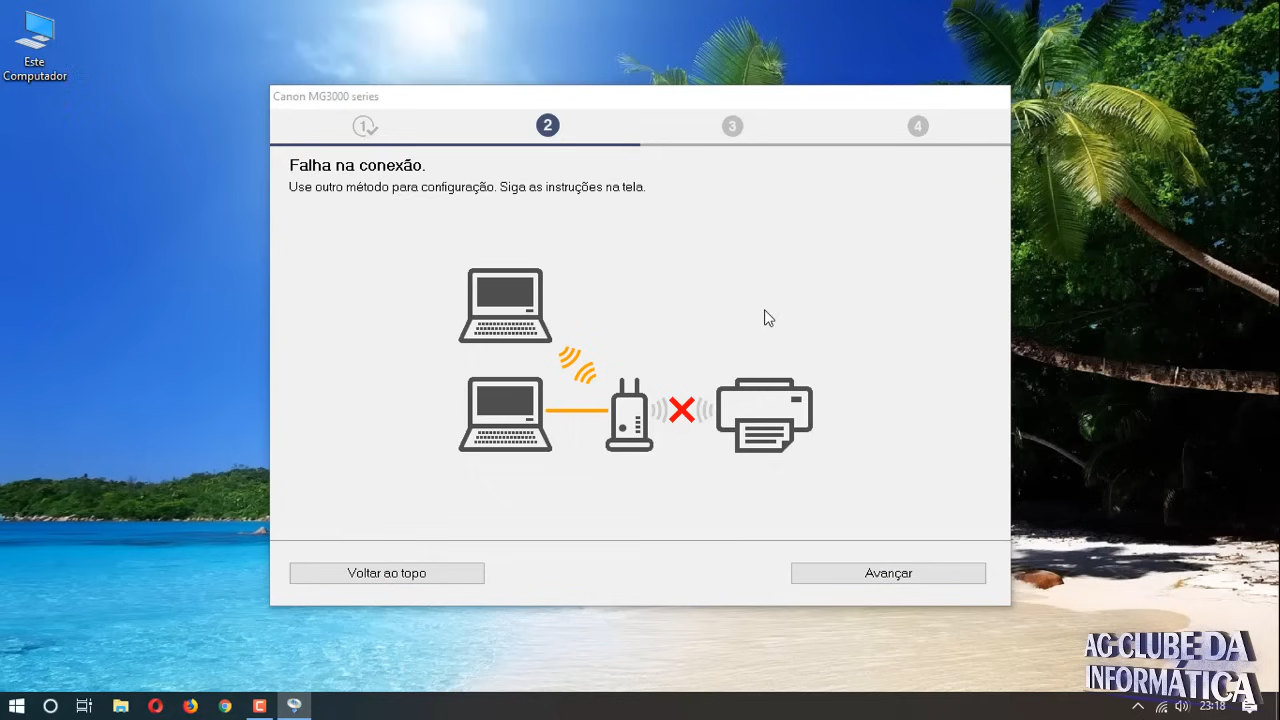 Este
Computador
Canon MG3000 series
1
2
3
4
Falha na conexão.
Use outro método para configuração. Siga as instruções na tela.
Voltar ao topo
Avançar
AG CLUBE DA
INFORMÁTICA
23:18